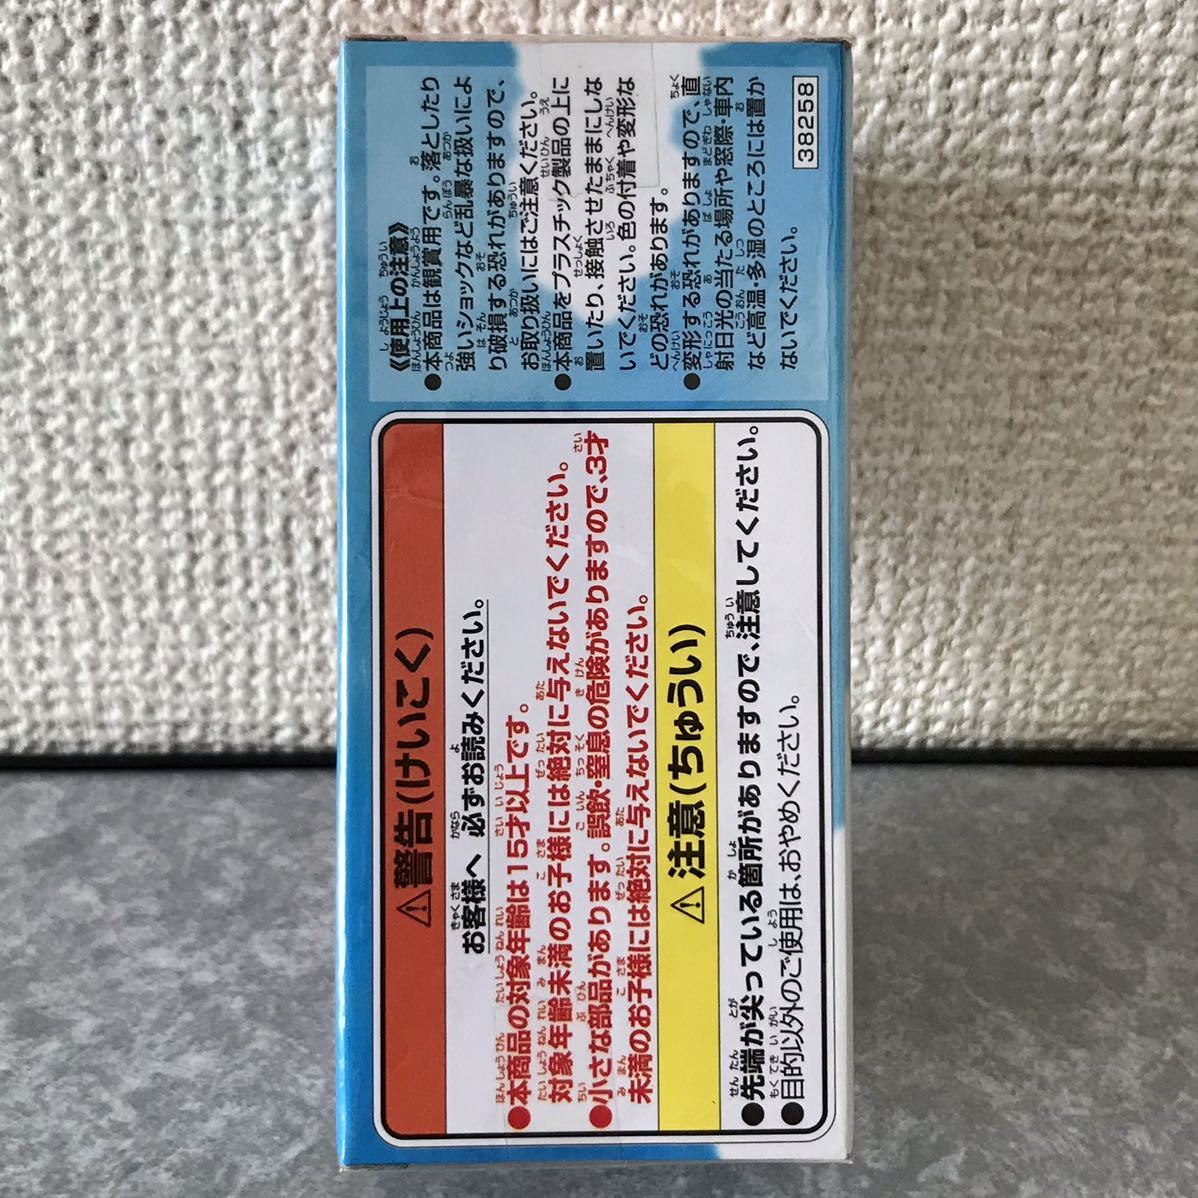 ⚠警告(けいこく)
お客様へ 必ずお読みください。
●本商品の対象年齢は15才以上です。
対象年齢未満のお子様には絶対に与えないでください。
●小さな部品があります。誤飲・窒息の危険がありますので、3才
未満のお子様には絶対に与えないでください。
⚠注意(ちゅうい)
●先端が尖っている箇所がありますので、注意してください。
●目的以外のご使用は、おやめください。
《使用上の注意》
●本商品は観賞用です。落としたり
強いショックなど乱暴な扱いによ
り破損する恐れがありますので、
お取り扱いにはご注意ください。
●本商品をプラスチック製品の上に
置いたり、接触させたままにしな
いでください。色の付着や変形な
どの恐れがあります。
●変形する恐れがありますので、直
射日光の当たる場所や窓際・車内
など高温・多湿のところには置か
ないでください。
38258